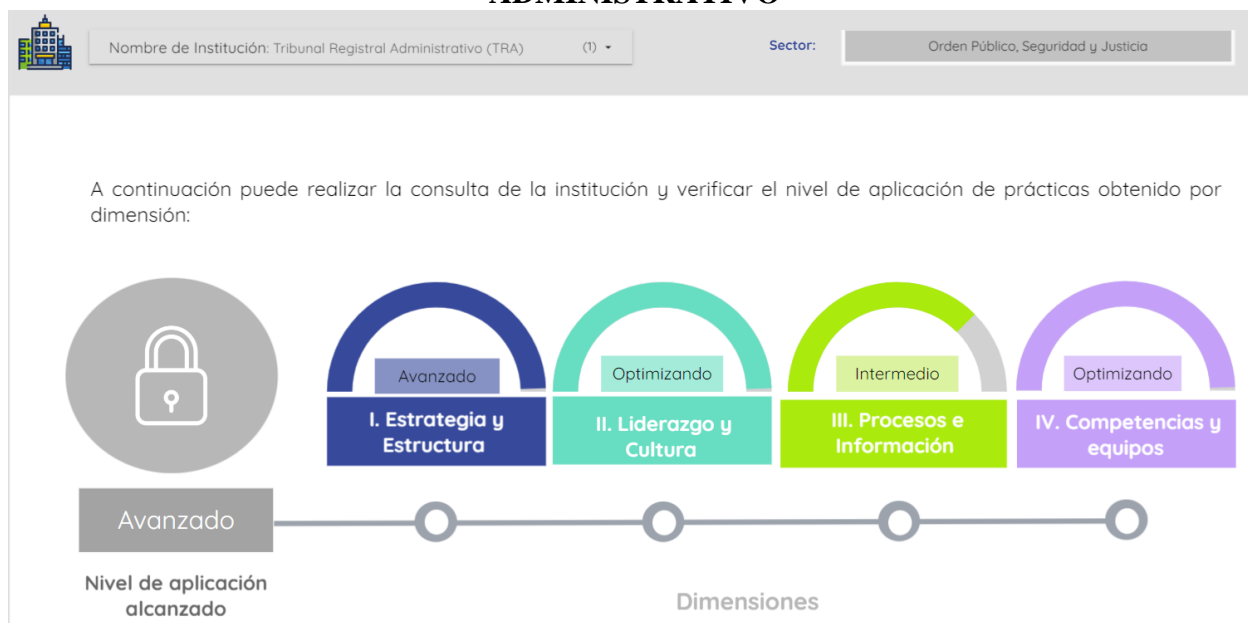 ADMINISTRATIVO
Nombre de Institución: Tribunal Registral Administrativo (TRA) (1)
Sector: Orden Público, Seguridad y Justicia
A continuación puede realizar la consulta de la institución y verificar el nivel de aplicación de prácticas obtenido por
dimensión:
Avanzado
I. Estrategia y
Estructura
Optimizando
II. Liderazgo y
Cultura
Intermedio
III. Procesos e
Información
Optimizando
IV. Competencias y
equipos
Avanzado
Nivel de aplicación
alcanzado
Dimensiones